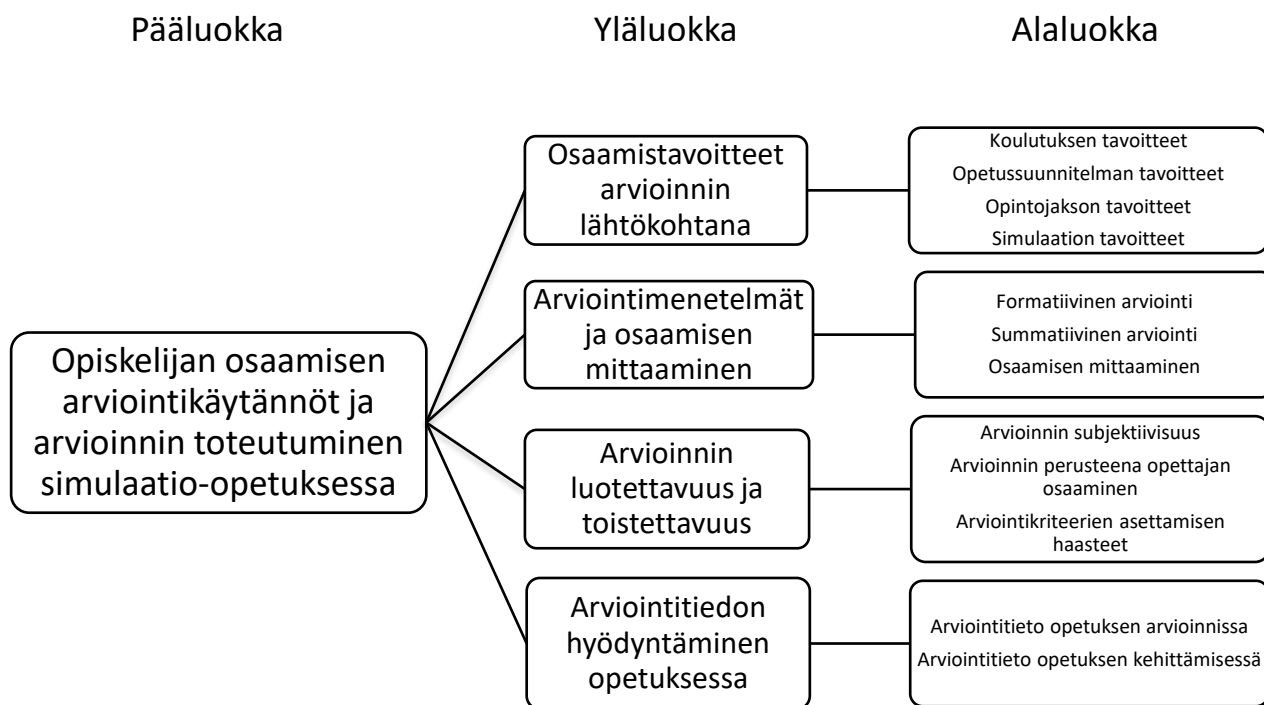 Pääluokka
Yläluokka
Alaluokka
Opiskelijan osaamisen
arviointikäytännöt ja
arvioinnin toteutuminen
simulaatio-opetuksessa
Osaamistavoitteet
arvioinnin
lähtökohtana
Koulutuksen tavoitteet
Opetussuunnitelman tavoitteet
Opintojakson tavoitteet
Simulaation tavoitteet
Arviointimenetelmät
ja osaamisen
mittaaminen
Formatiivinen arviointi
Summatiivinen arviointi
Osaamisen mittaaminen
Arvioinnin
luotettavuus ja
toistettavuus
Arvioinnin subjektiivisuus
Arvioinnin perusteena opettajan
osaaminen
Arviointikriteerien asettamisen
haasteet
Arviointitiedon
hyödyntäminen
opetuksessa
Arviointitieto opetuksen arvioinnissa
Arviointitieto opetuksen kehittämisessä